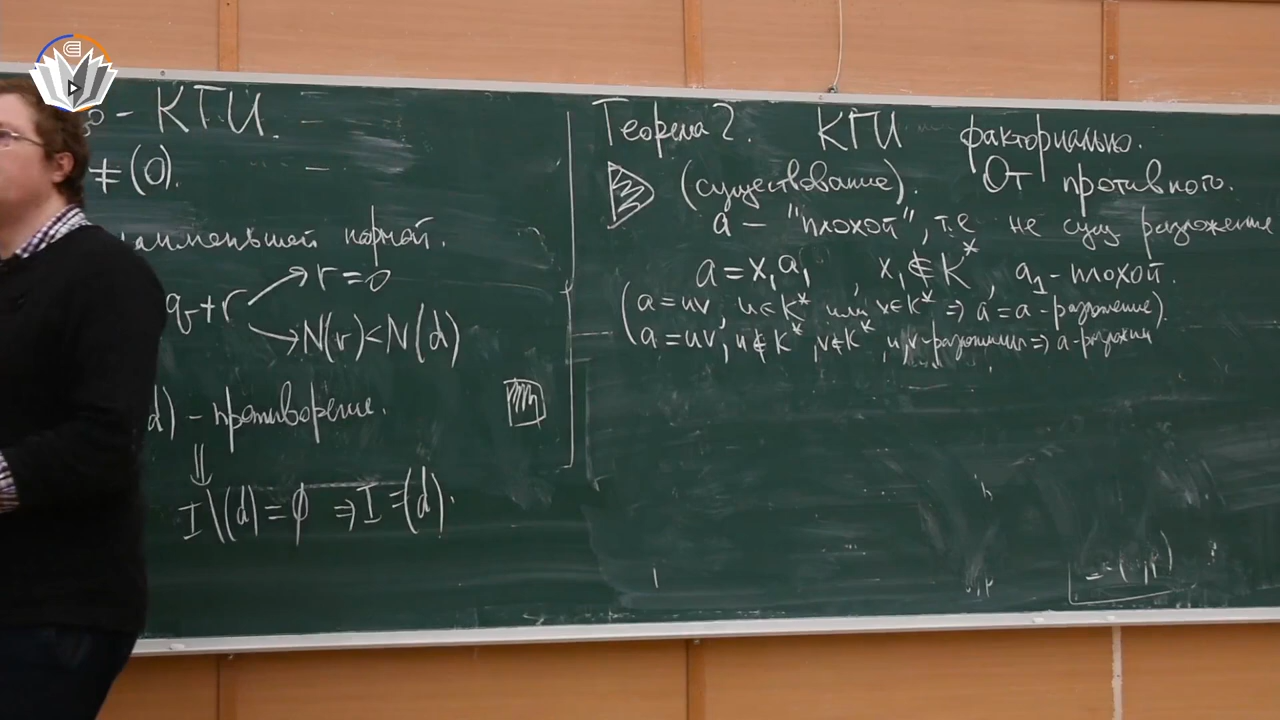 - КГИ.
≠ (0).
наименьшей нормой.
q + r → r = 0
→ N(r) < N(d)
d) - противоречие.
⇓
I \ (d) = ∅ ⇒ I = (d).
Теорема 2. КГИ факториально.
(существование). От противного.
a — "плохой", т.е не сущ разложение
a = x₁a₁, x₁ ∉ K*, a₁ - плохой.
(a = uv, u ∈ K* или v ∈ K* ⇒ a = a - разложение).
a = uv, u ∉ K*, v ∉ K*, u, v - разложимы ⇒ a - разложим